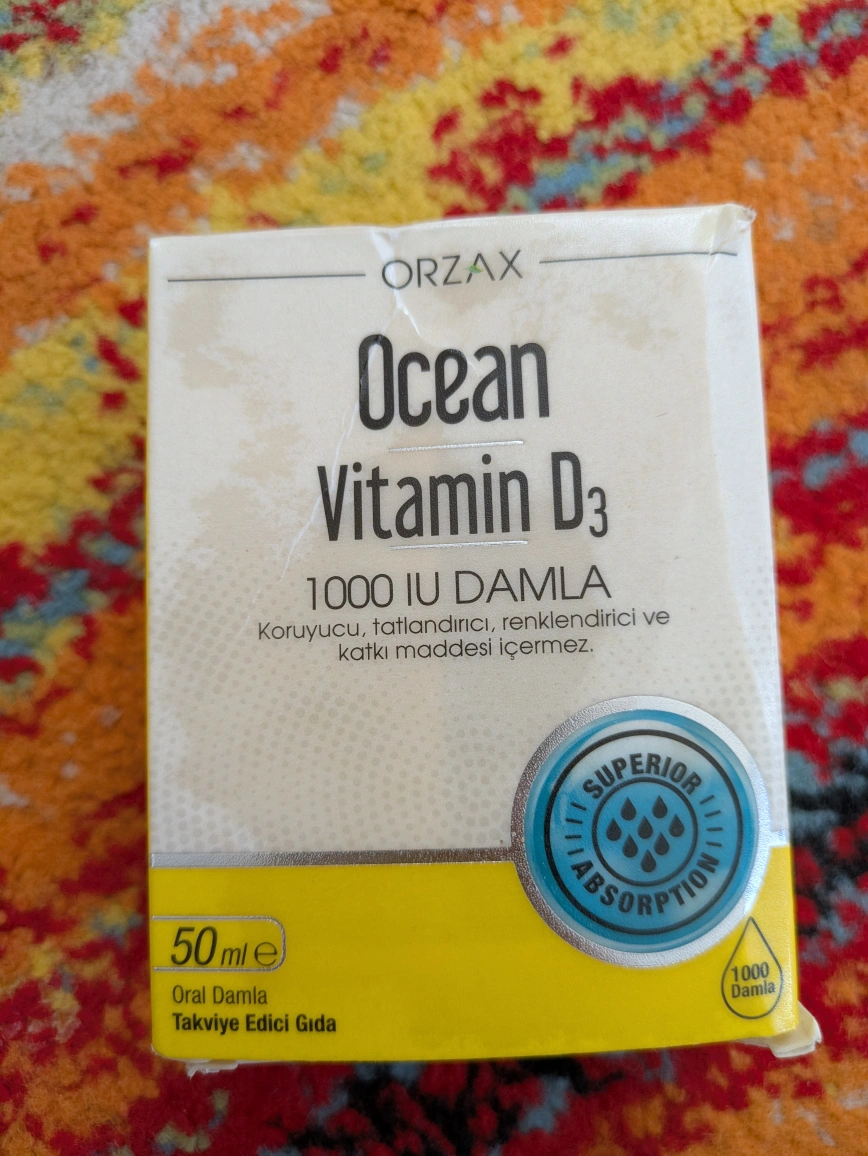 ORZAX
Ocean
Vitamin D3
1000 IU DAMLA
Koruyucu, tatlandırıcı, renklendirici ve
katkı maddesi içermez.
SUPERIOR
ABSORPTION
50 ml ℮
Oral Damla
Takviye Edici Gıda
1000
Damla